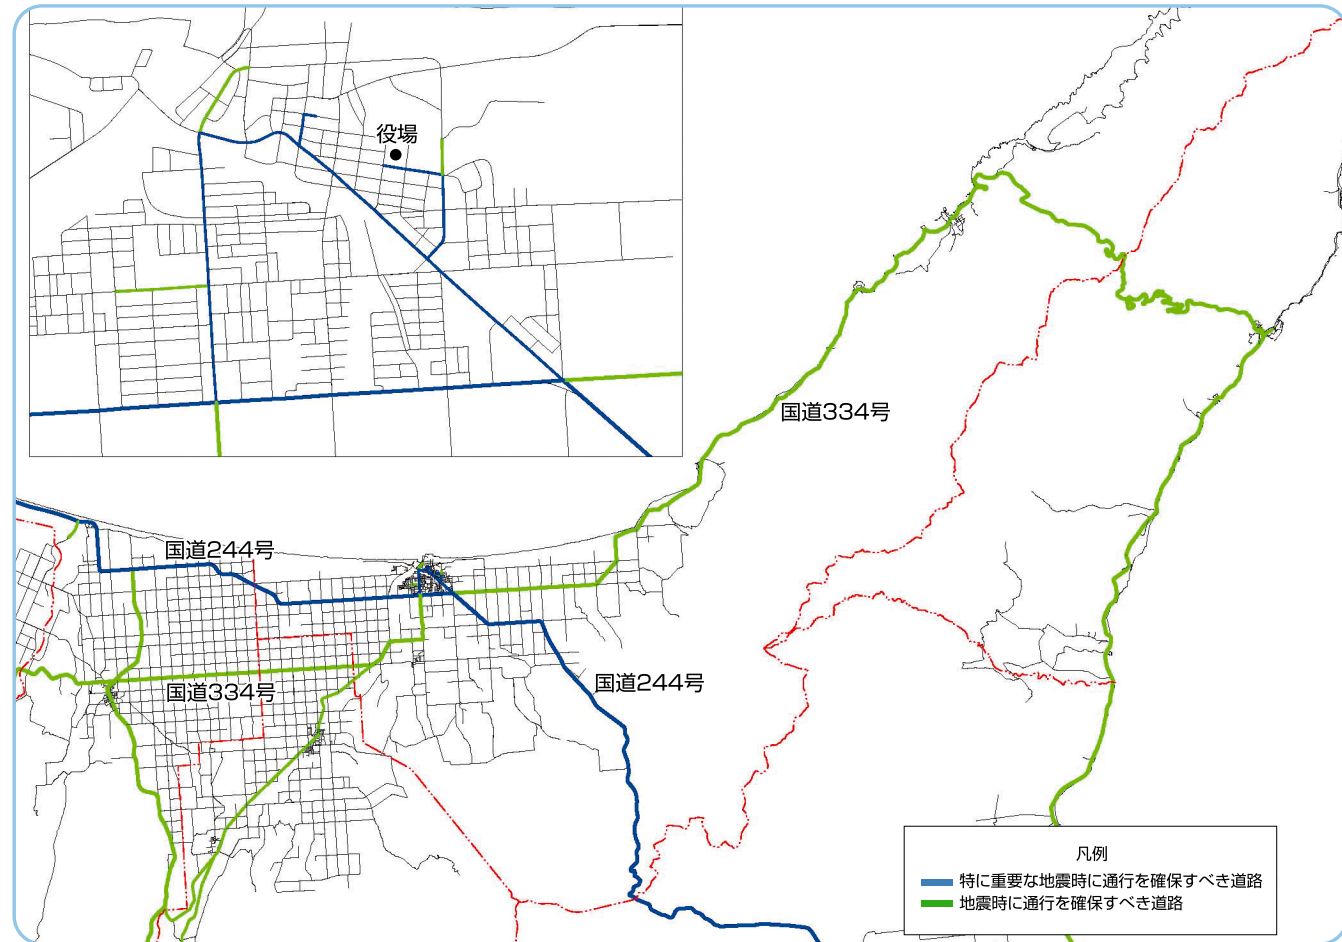 役場
国道334号
国道244号
国道334号
国道244号
凡例
特に重要な地震時に通行を確保すべき道路
地震時に通行を確保すべき道路